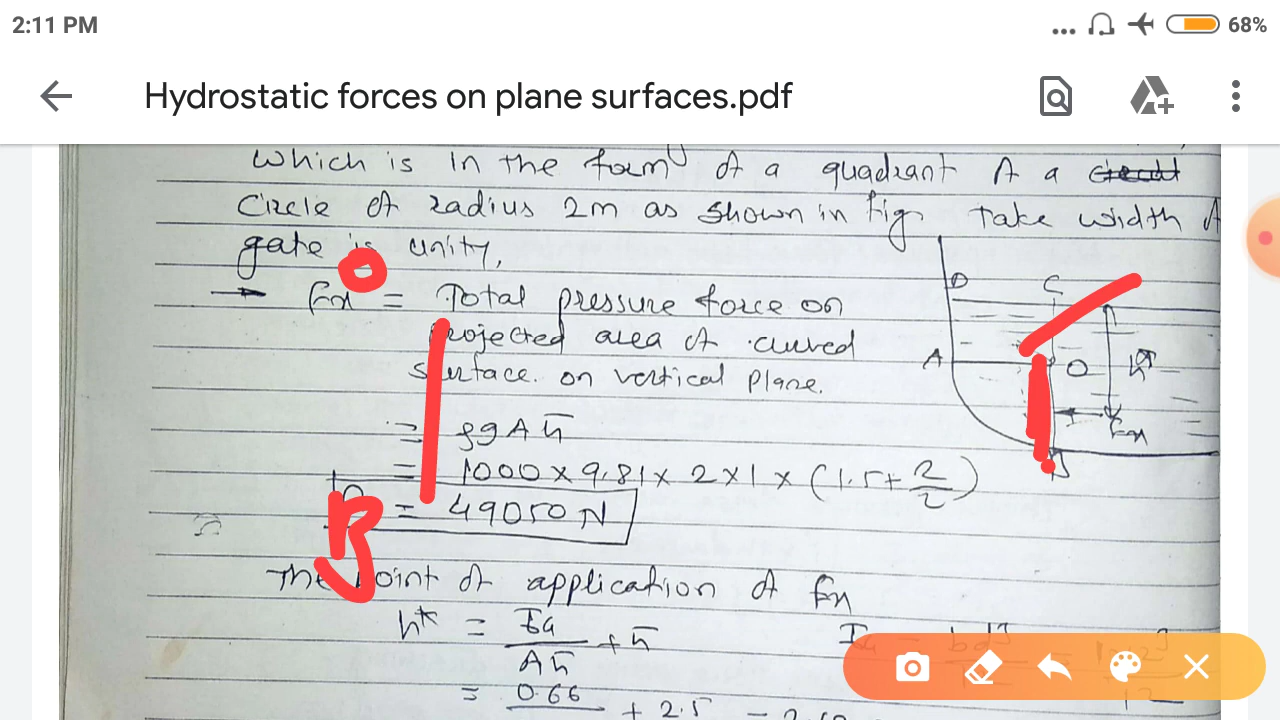 2:11 PM
68%
Hydrostatic forces on plane surfaces.pdf
which is in the form of a quadrant of a
Circle of radius 2m as shown in fig. Take width of
gate is unity,
→ Fx = Total pressure force on
projected area of curved
surface. on vertical plane.
D C
A O h*
Fx
= ρgAh̄
= 1000 × 9.81 × 2 × 1 × (1.5 + 2/2)
= 49050 N
B
The point of application of Fx
h* = IG/Ah̄ + h̄
= 0.66
+ 2.5